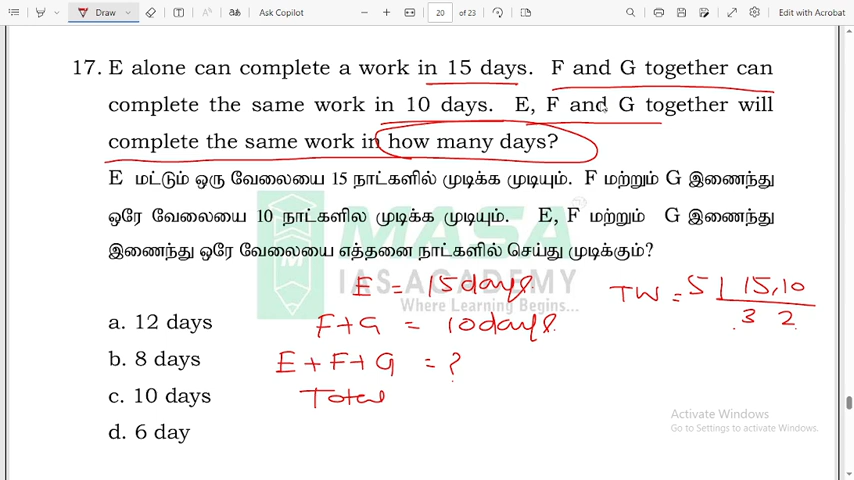 Draw
Ask Copilot
20 of 23
Edit with Acrobat
17. E alone can complete a work in 15 days. F and G together can
complete the same work in 10 days. E, F and G together will
complete the same work in how many days?
E மட்டும் ஒரு வேலையை 15 நாட்களில் முடிக்க முடியும். F மற்றும் G இணைந்து
ஒரே வேலையை 10 நாட்களில முடிக்க முடியும். E, F மற்றும் G இணைந்து
இணைந்து ஒரே வேலையை எத்தனை நாட்களில் செய்து முடிக்கும்?
MASA
IAS ACADEMY
Where Learning Begins...
E = 15 days.
TW = 5 | 15, 10
3 2
a. 12 days
F+G = 10 days.
b. 8 days
E + F + G = ?
c. 10 days
Total
d. 6 day
Activate Windows
Go to Settings to activate Windows.